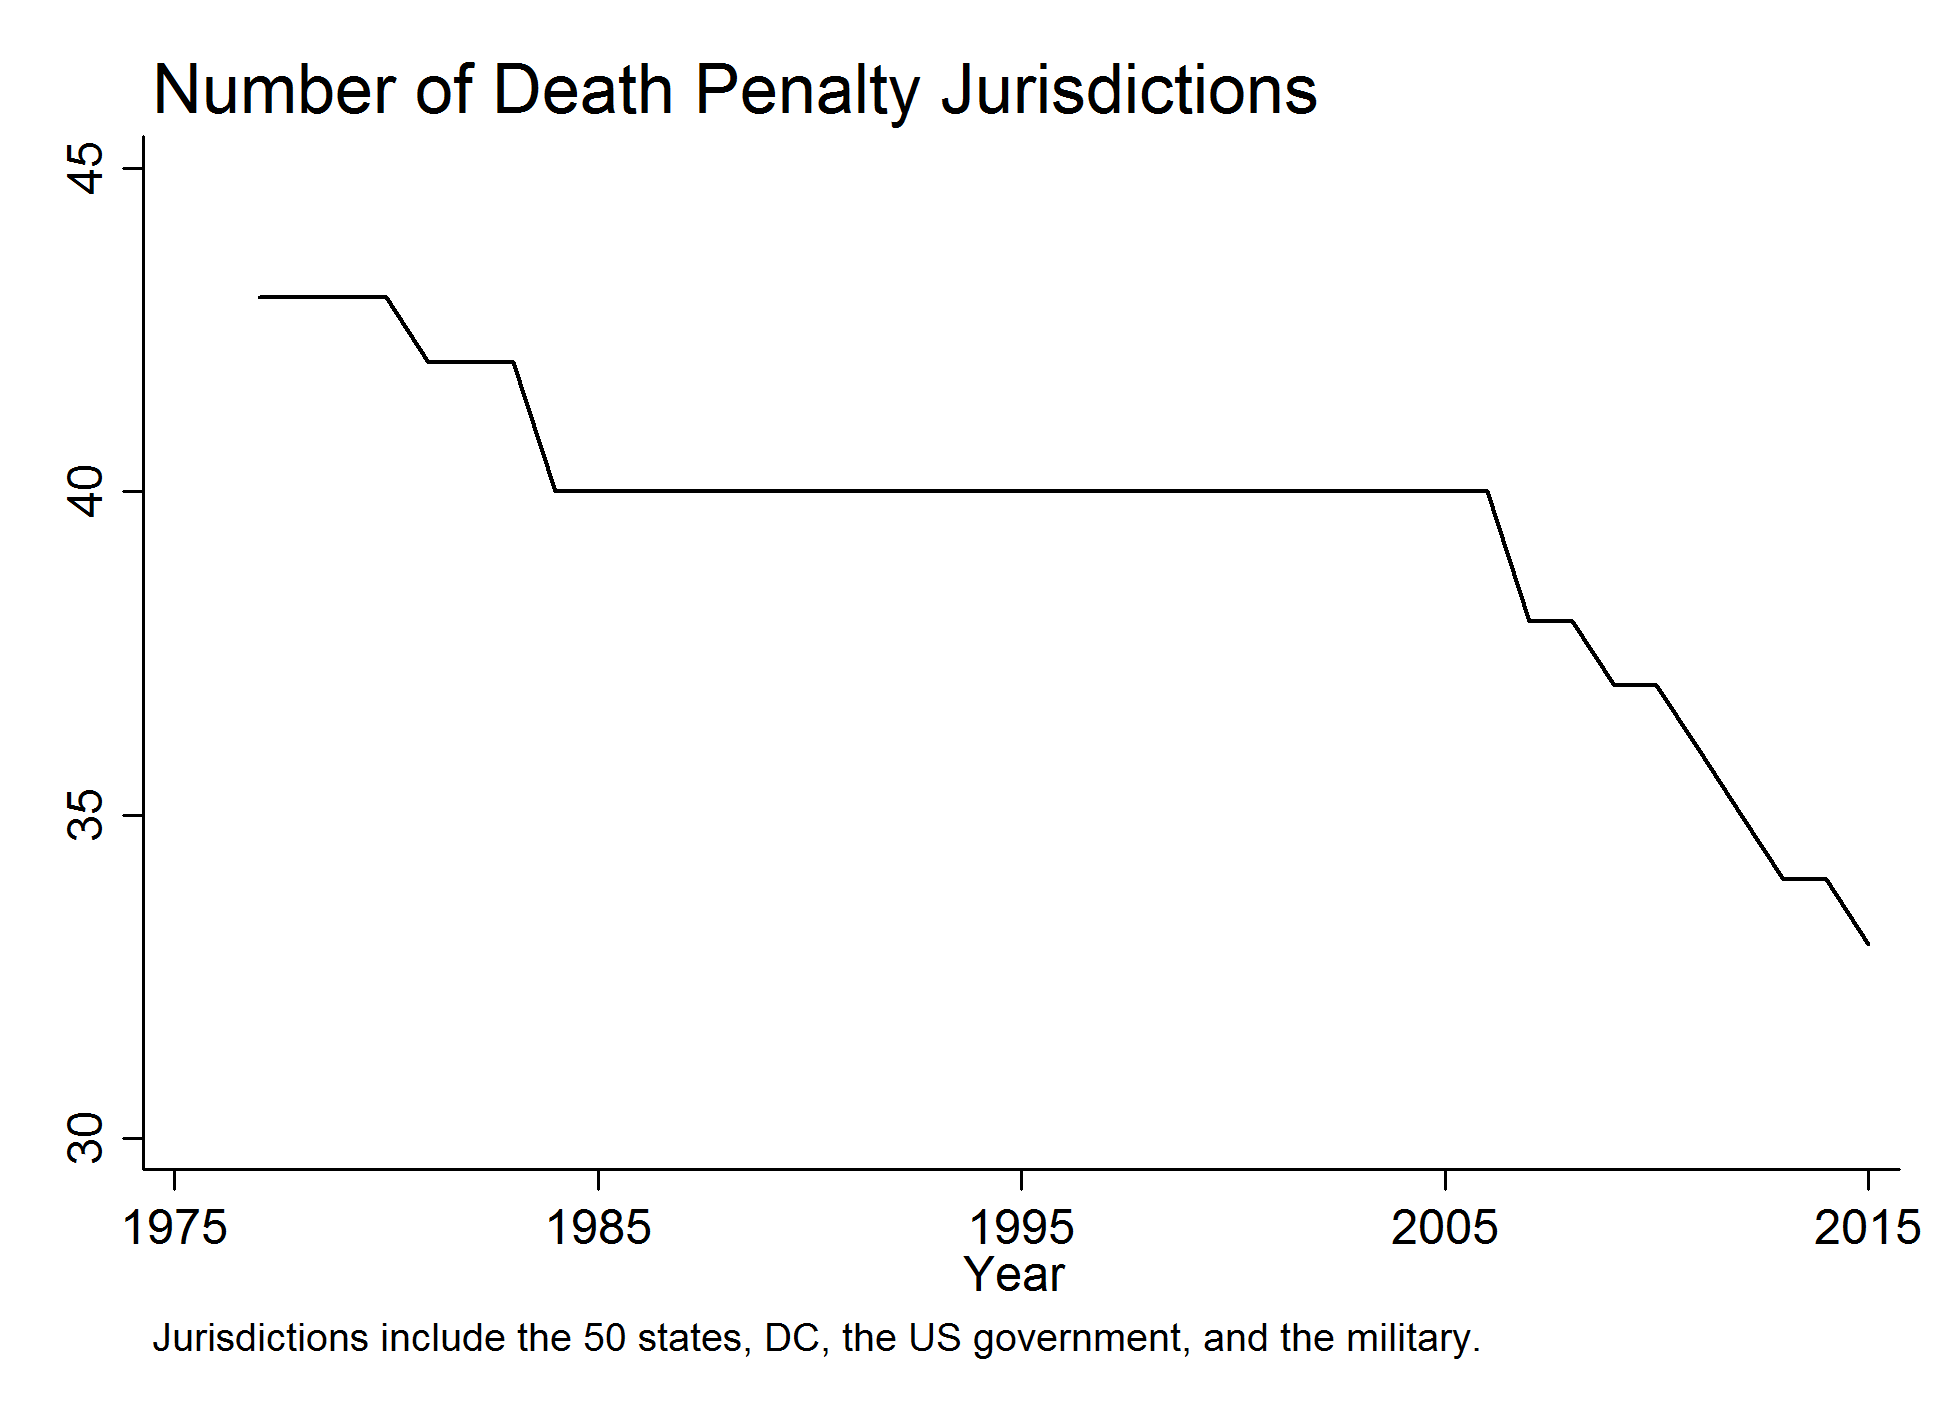 Number of Death Penalty Jurisdictions
45
40
35
30
1975 1985 1995 2005 2015
Year
Jurisdictions include the 50 states, DC, the US government, and the military.